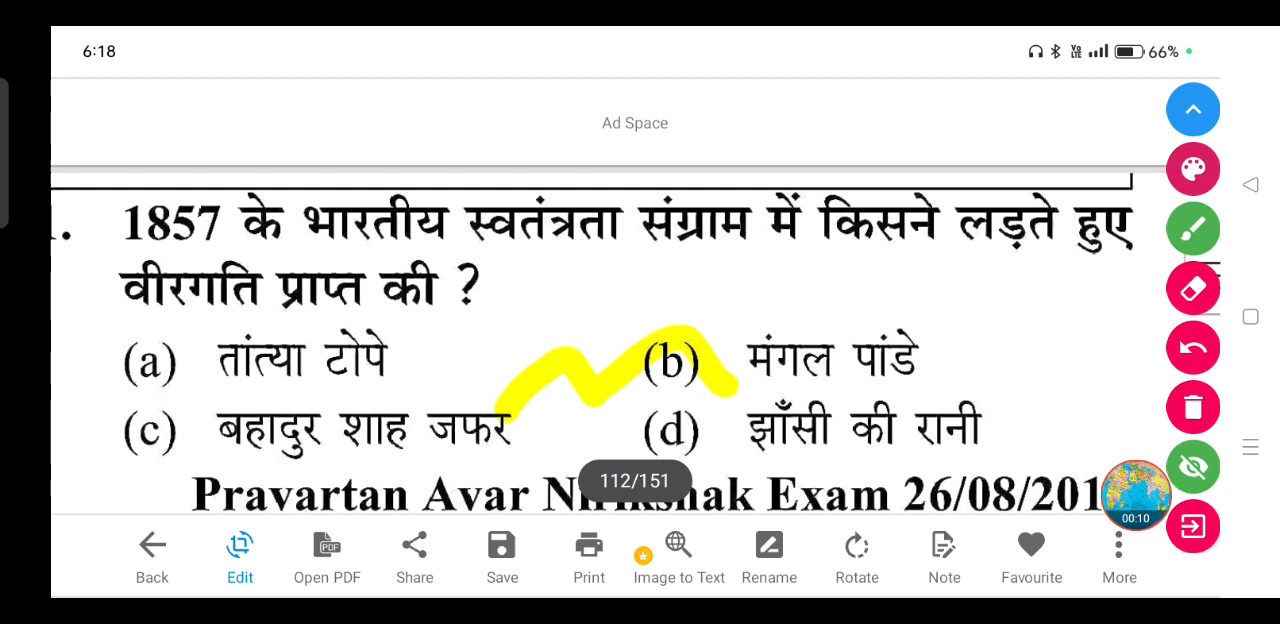 6:18 66%
Ad Space
1. 1857 के भारतीय स्वतंत्रता संग्राम में किसने लड़ते हुए
वीरगति प्राप्त की ?
(a) तांत्या टोपे (b) मंगल पांडे
(c) बहादुर शाह जफर (d) झाँसी की रानी
112/151
Pravartan Avar Exam 26/08/201
00:10
PDF
Back Edit Open PDF Share Save Print Image to Text Rename Rotate Note Favourite More